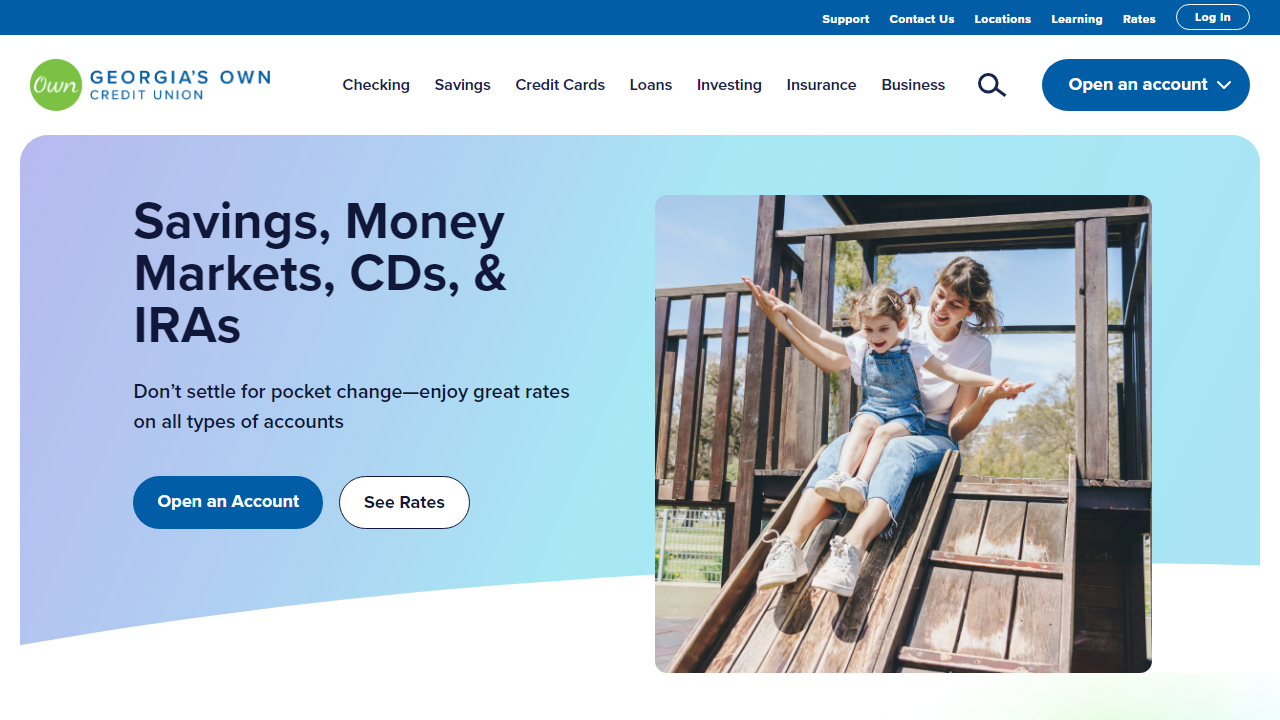 Support Contact Us Locations Learning Rates Log In
Own GEORGIA'S OWN
CREDIT UNION
Checking Savings Credit Cards Loans Investing Insurance Business Open an account
Savings, Money
Markets, CDs, &
IRAs
Don’t settle for pocket change—enjoy great rates
on all types of accounts
Open an Account See Rates